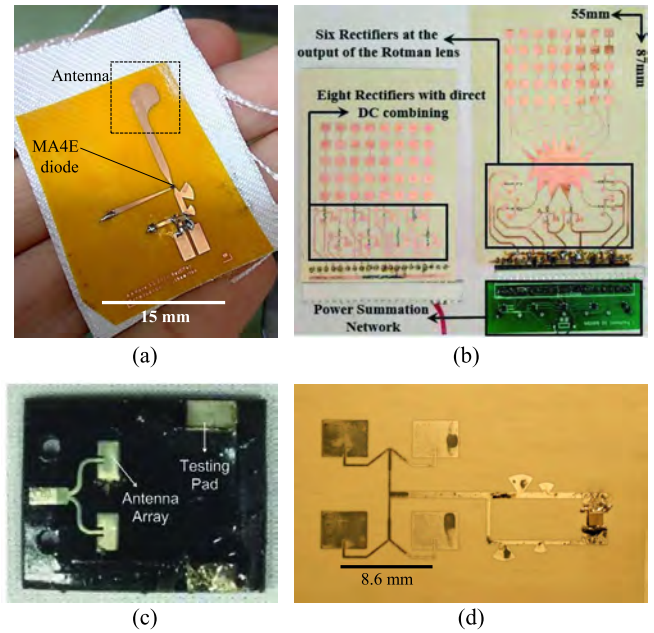 Antenna
MA4E
diode
15 mm
(a)
Six Rectifiers at the
output of the Rotman lens
55mm
87mm
Eight Rectifiers with direct
DC combining
Power Summation
Network
(b)
Testing
Pad
Antenna
Array
(c)
8.6 mm
(d)